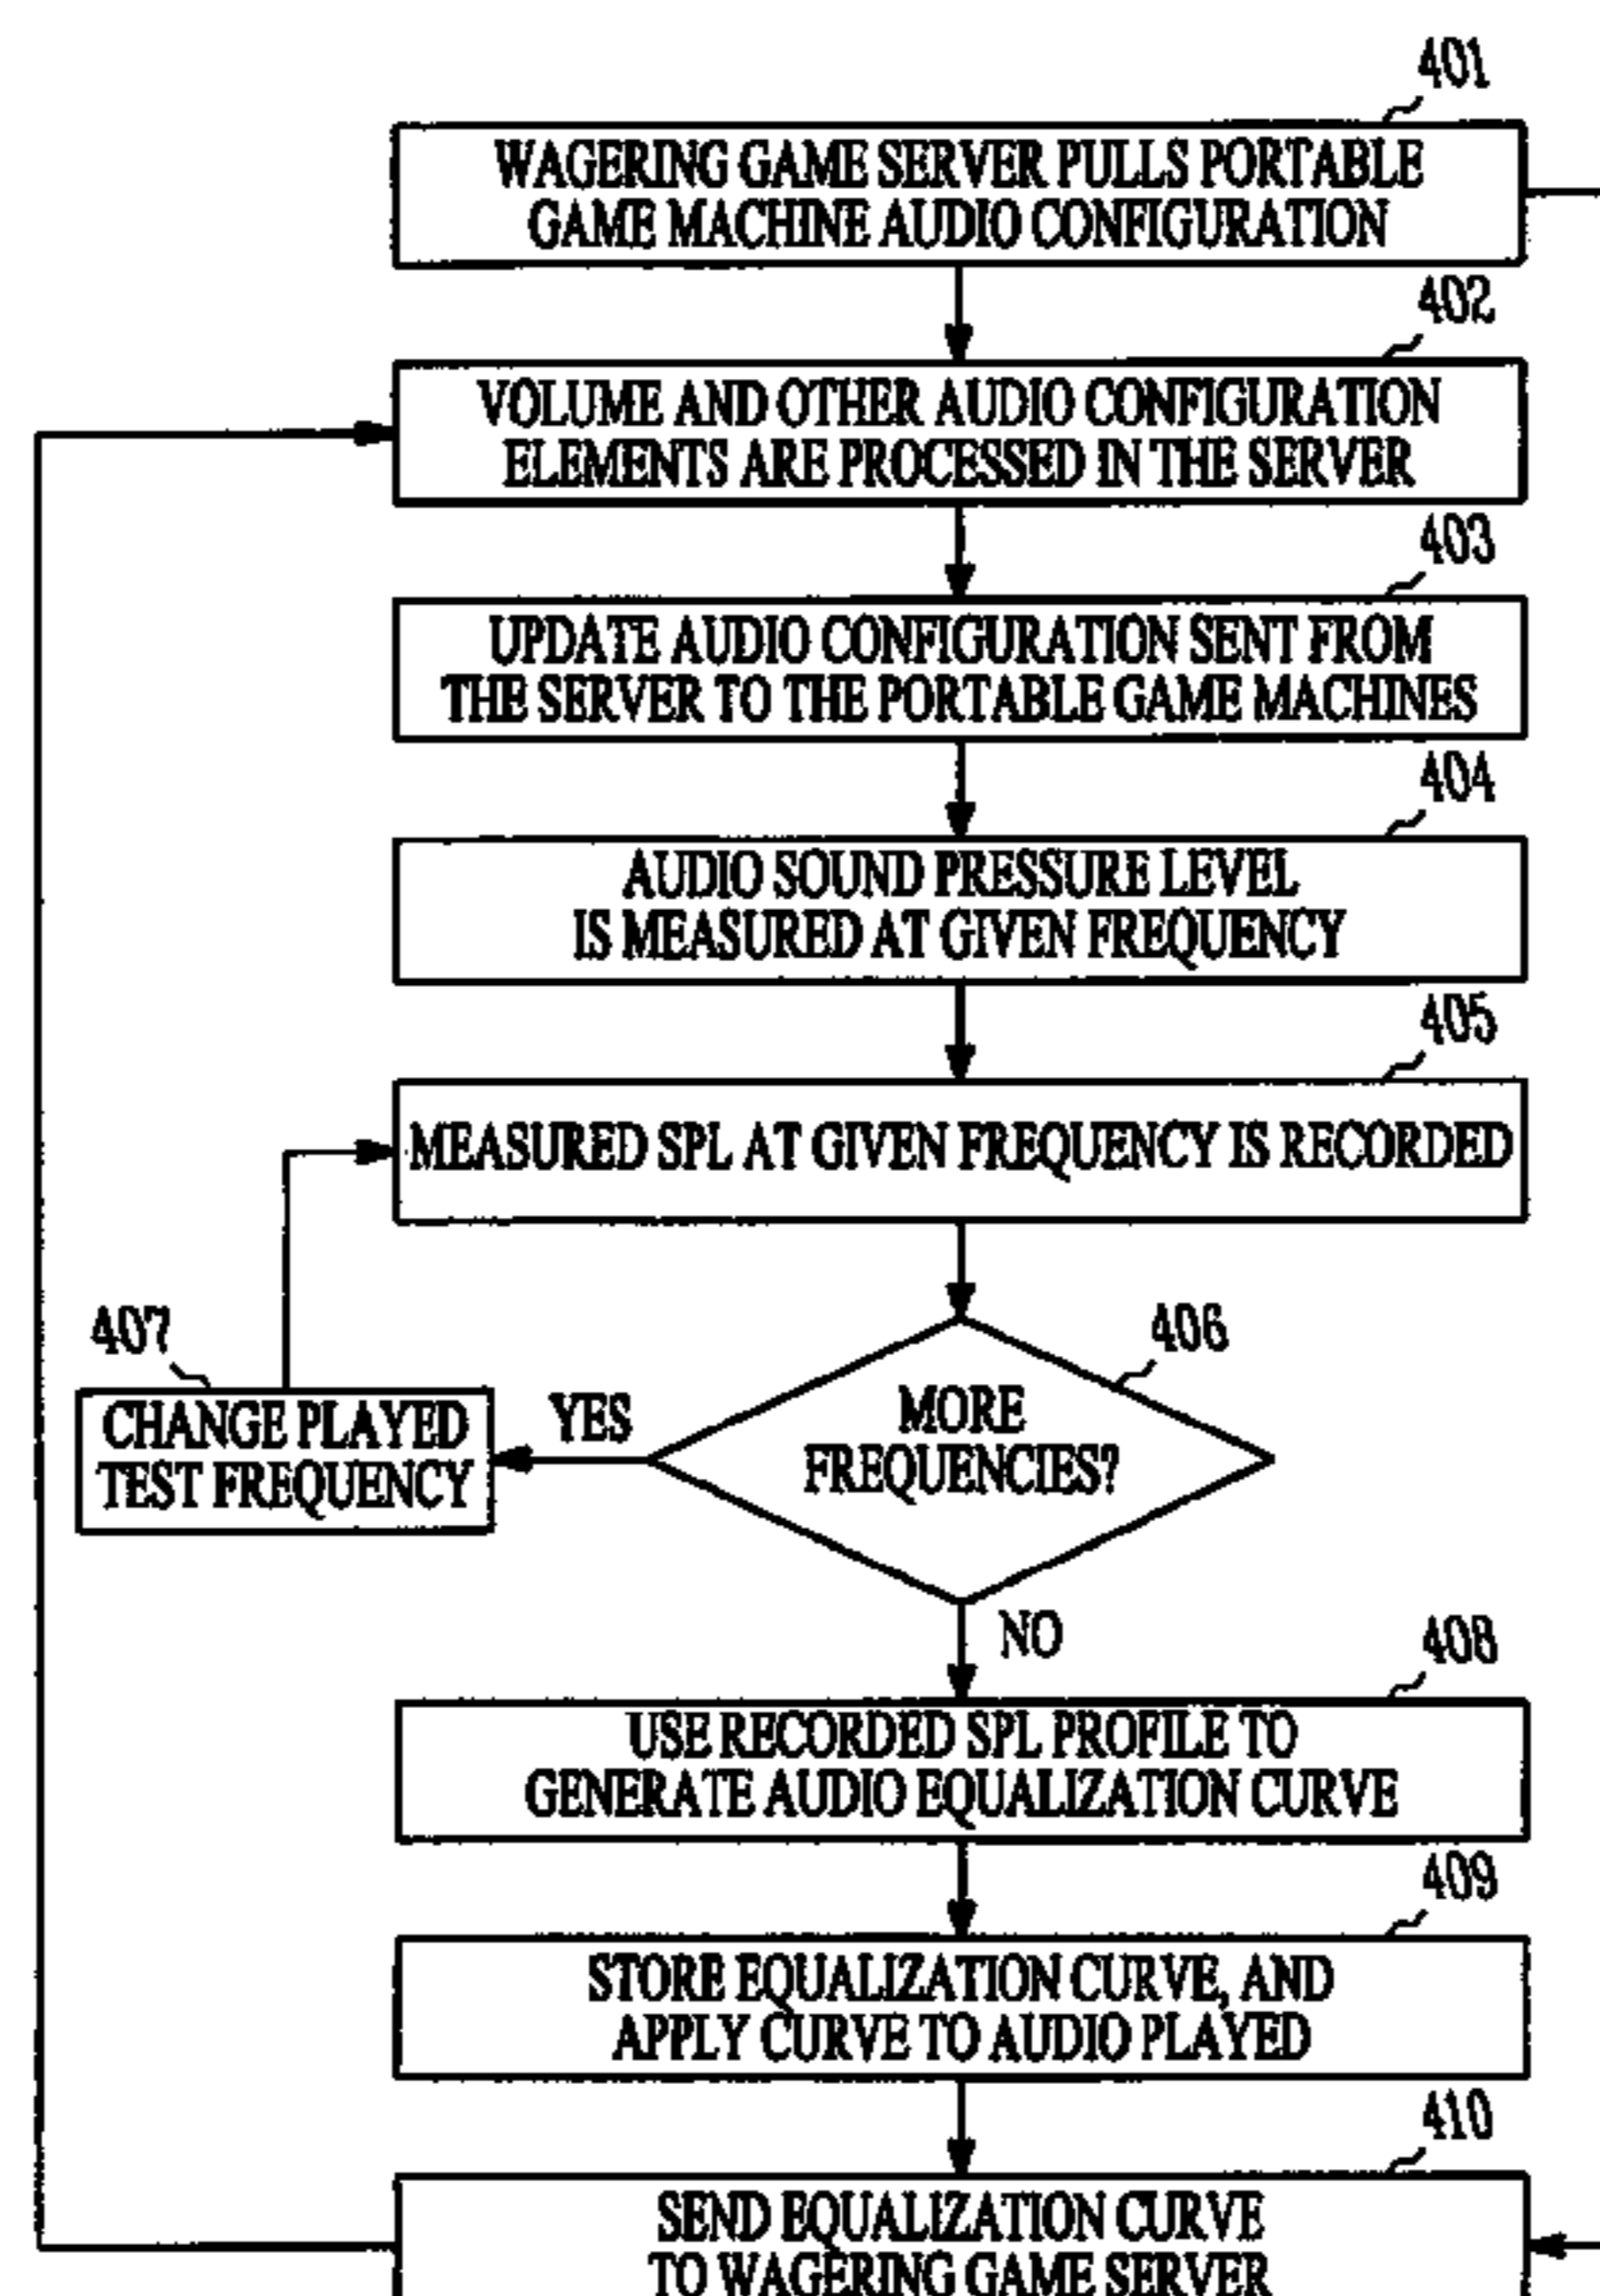 401
WAGERING GAME SERVER PULLS PORTABLE
GAME MACHINE AUDIO CONFIGURATION
402
VOLUME AND OTHER AUDIO CONFIGURATION
ELEMENTS ARE PROCESSED IN THE SERVER
403
UPDATE AUDIO CONFIGURATION SENT FROM
THE SERVER TO THE PORTABLE GAME MACHINES
404
AUDIO SOUND PRESSURE LEVEL
IS MEASURED AT GIVEN FREQUENCY
405
MEASURED SPL AT GIVEN FREQUENCY IS RECORDED
406
MORE
FREQUENCIES?
YES
407
CHANGE PLAYED
TEST FREQUENCY
NO
408
USE RECORDED SPL PROFILE TO
GENERATE AUDIO EQUALIZATION CURVE
409
STORE EQUALIZATION CURVE, AND
APPLY CURVE TO AUDIO PLAYED
410
SEND EQUALIZATION CURVE
TO WAGERING GAME SERVER